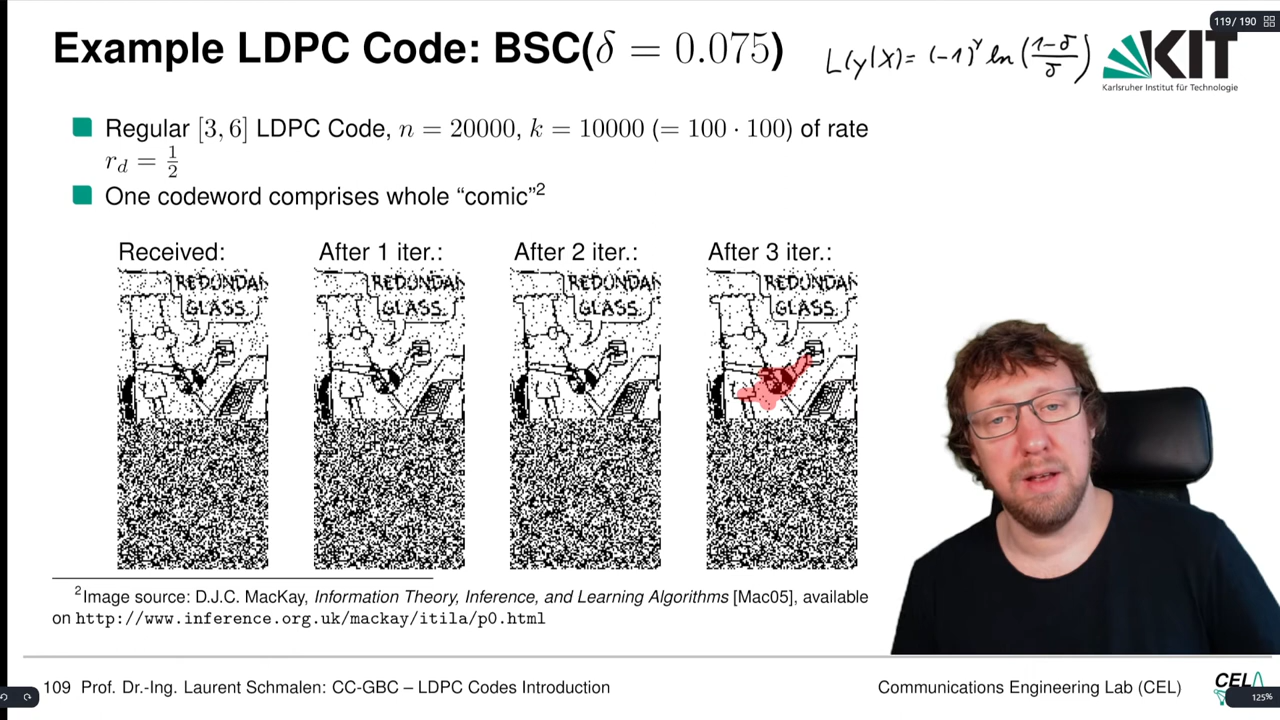 119/ 190
Example LDPC Code: BSC(δ = 0.075)
L(y|x) = (-1)^y ln ((1-δ)/δ)
KIT
Karlsruher Institut für Technologie
Regular [3, 6] LDPC Code, n = 20000, k = 10000 (= 100 · 100) of rate
r_d = 1/2
One codeword comprises whole “comic”²
Received: After 1 iter.: After 2 iter.: After 3 iter.:
REDUNDAN REDUNDAN REDUNDAN REDUNDAN
GLASS. GLASS. GLASS. GLASS.
²Image source: D.J.C. MacKay, Information Theory, Inference, and Learning Algorithms [Mac05], available
on http://www.inference.org.uk/mackay/itila/p0.html
109 Prof. Dr.-Ing. Laurent Schmalen: CC-GBC – LDPC Codes Introduction Communications Engineering Lab (CEL) CEL
125%